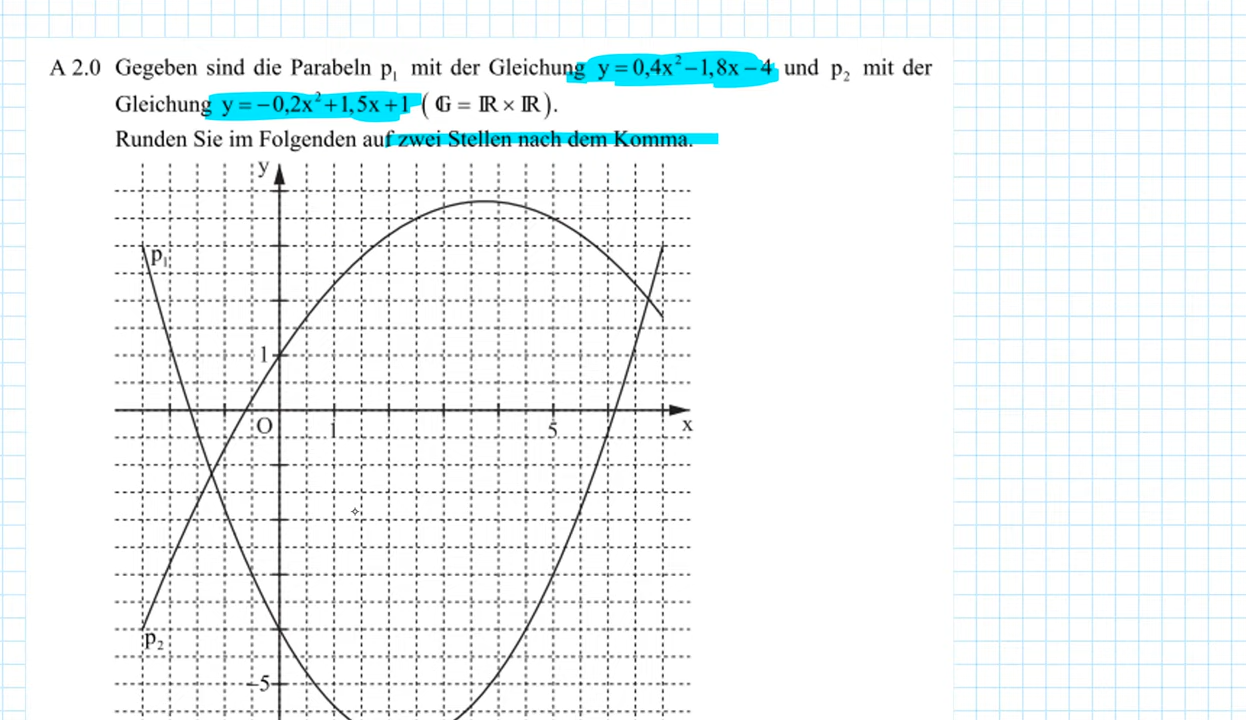 A 2.0 Gegeben sind die Parabeln p₁ mit der Gleichung y = 0,4x² – 1,8x – 4 und p₂ mit der
Gleichung y = –0,2x² + 1,5x + 1 ( 𝔾 = ℝ × ℝ ).
Runden Sie im Folgenden auf zwei Stellen nach dem Komma.
y
p₁
1
O
1
5
x
p₂
–5